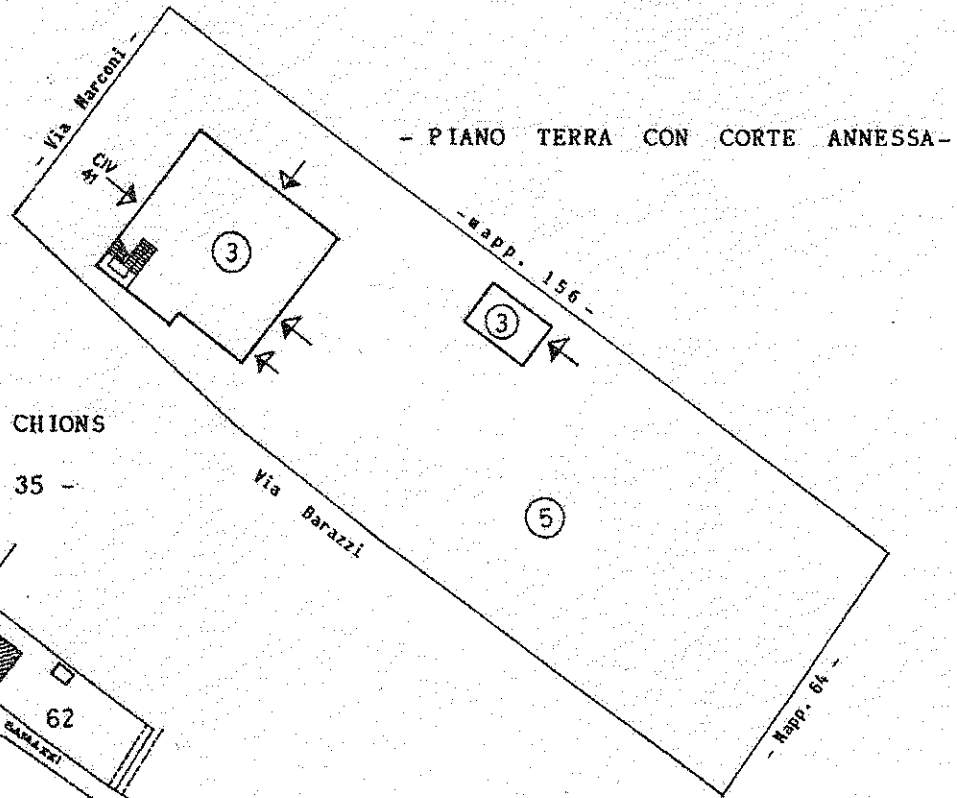 - Via Marconi -
- PIANO TERRA CON CORTE ANNESSA-
CIV
41
3
-Mapp. 156 -
3
CHIONS
35 -
Via Barazzi
5
62
BARAZZI
- Mapp. 64 -